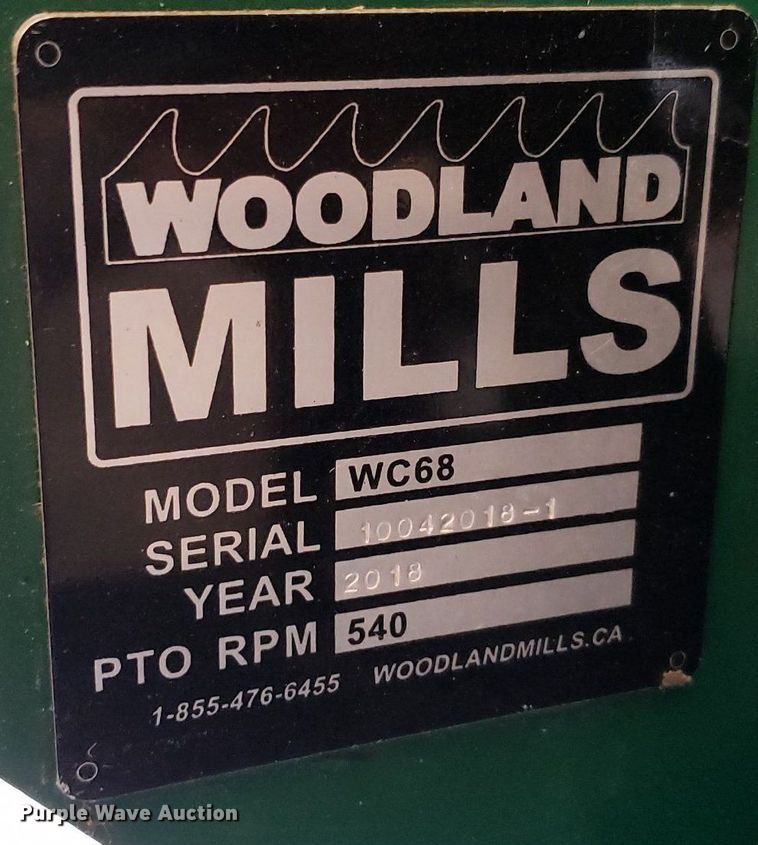 WOODLAND
MILLS
MODEL WC68
SERIAL 10042018-1
YEAR 2018
PTO RPM 540
1-855-476-6455 WOODLANDMILLS.CA
Purple Wave Auction